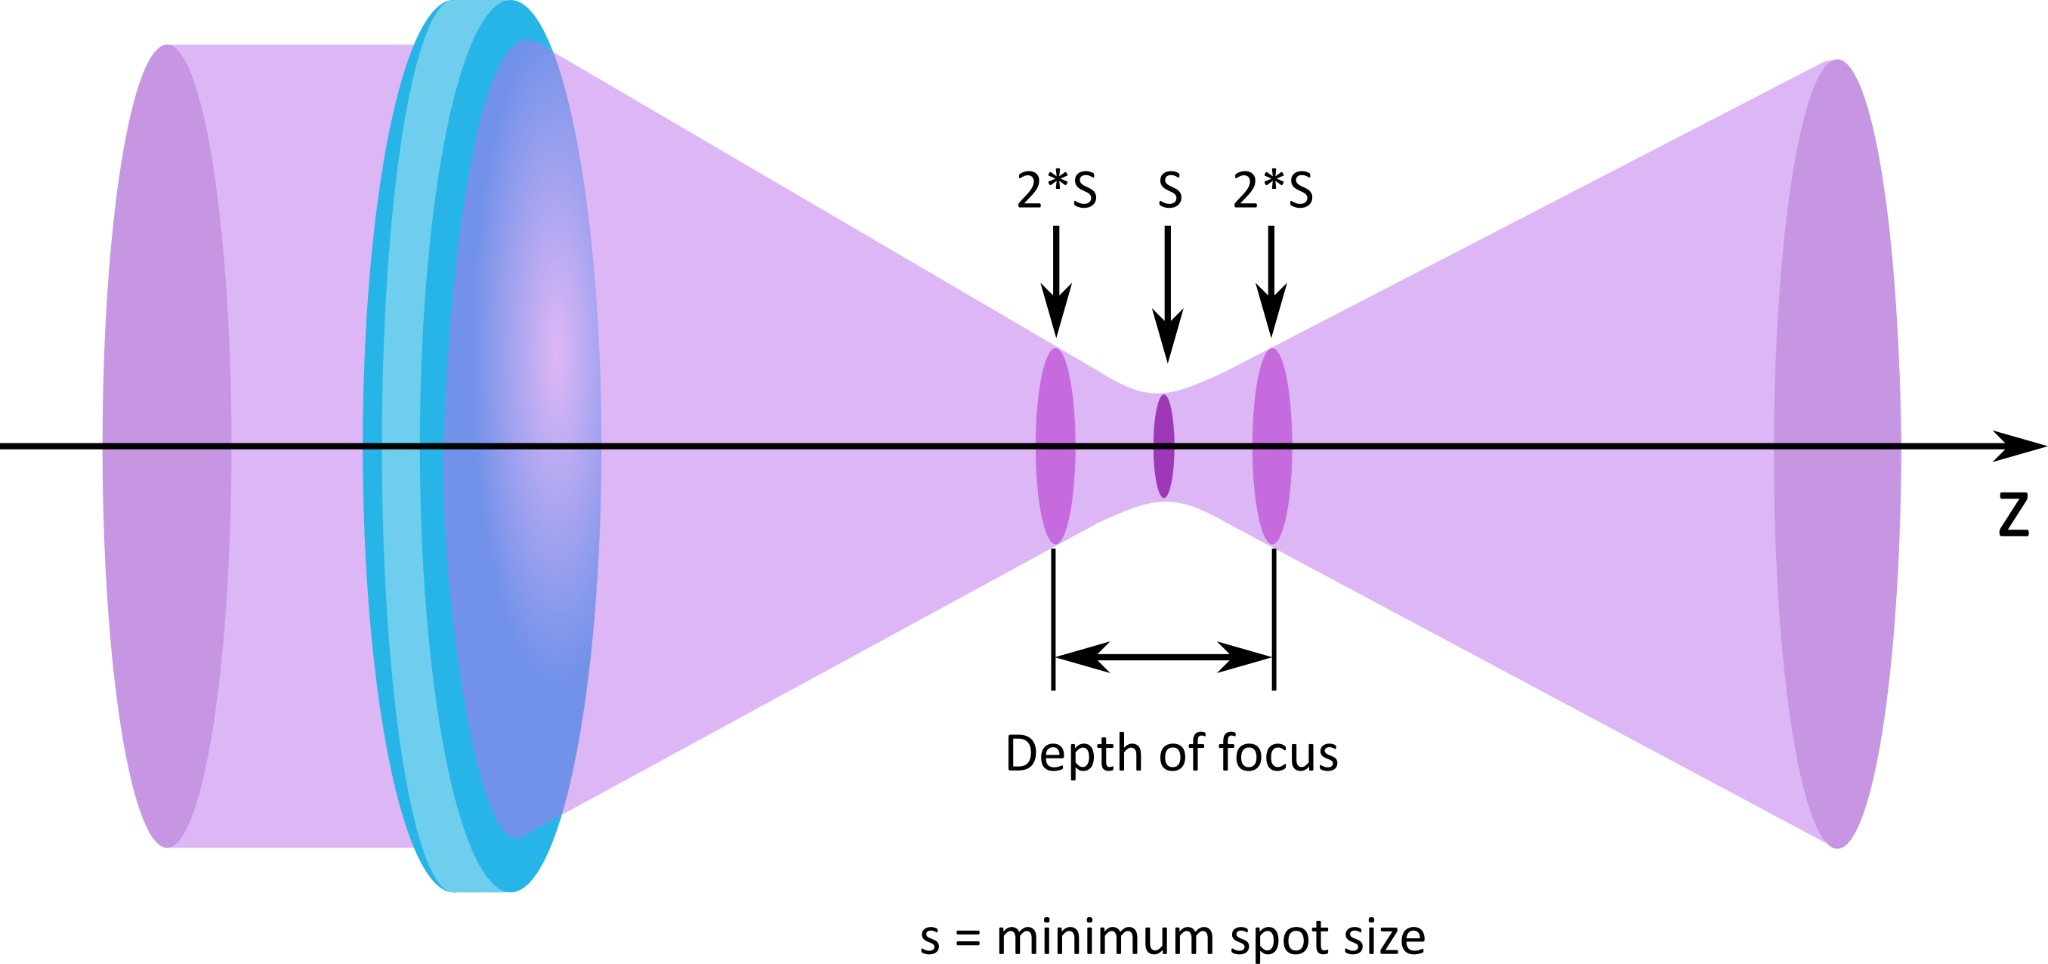 2*S S 2*S
Z
Depth of focus
s = minimum spot size